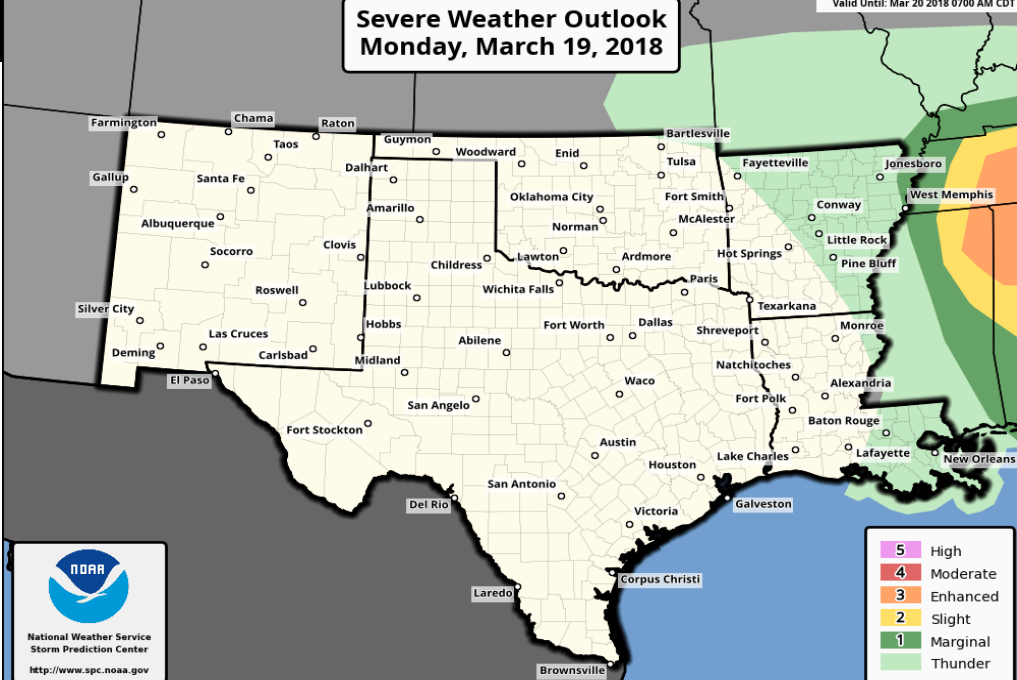 Valid Until: Mar 20 2018 0700 AM CDT
Severe Weather Outlook
Monday, March 19, 2018
Farmington
Chama
Raton
Guymon
Bartlesville
Taos
Woodward
Enid
Dalhart
Tulsa
Fayetteville
Jonesboro
Gallup
Santa Fe
Oklahoma City
Fort Smith
West Memphis
Amarillo
Conway
Albuquerque
Norman
McAlester
Clovis
Little Rock
Socorro
Childress
Lawton
Ardmore
Hot Springs
Pine Bluff
Roswell
Lubbock
Wichita Falls
Paris
Silver City
Texarkana
Hobbs
Fort Worth
Dallas
Shreveport
Monroe
Las Cruces
Abilene
Deming
Carlsbad
Midland
Natchitoches
El Paso
Waco
Alexandria
San Angelo
Fort Polk
Baton Rouge
Fort Stockton
Austin
Lake Charles
Lafayette
New Orleans
Houston
San Antonio
Del Rio
Galveston
Victoria
Corpus Christi
Laredo
Brownsville
NOAA
National Weather Service
Storm Prediction Center
http://www.spc.noaa.gov
5 High
4 Moderate
3 Enhanced
2 Slight
1 Marginal
Thunder